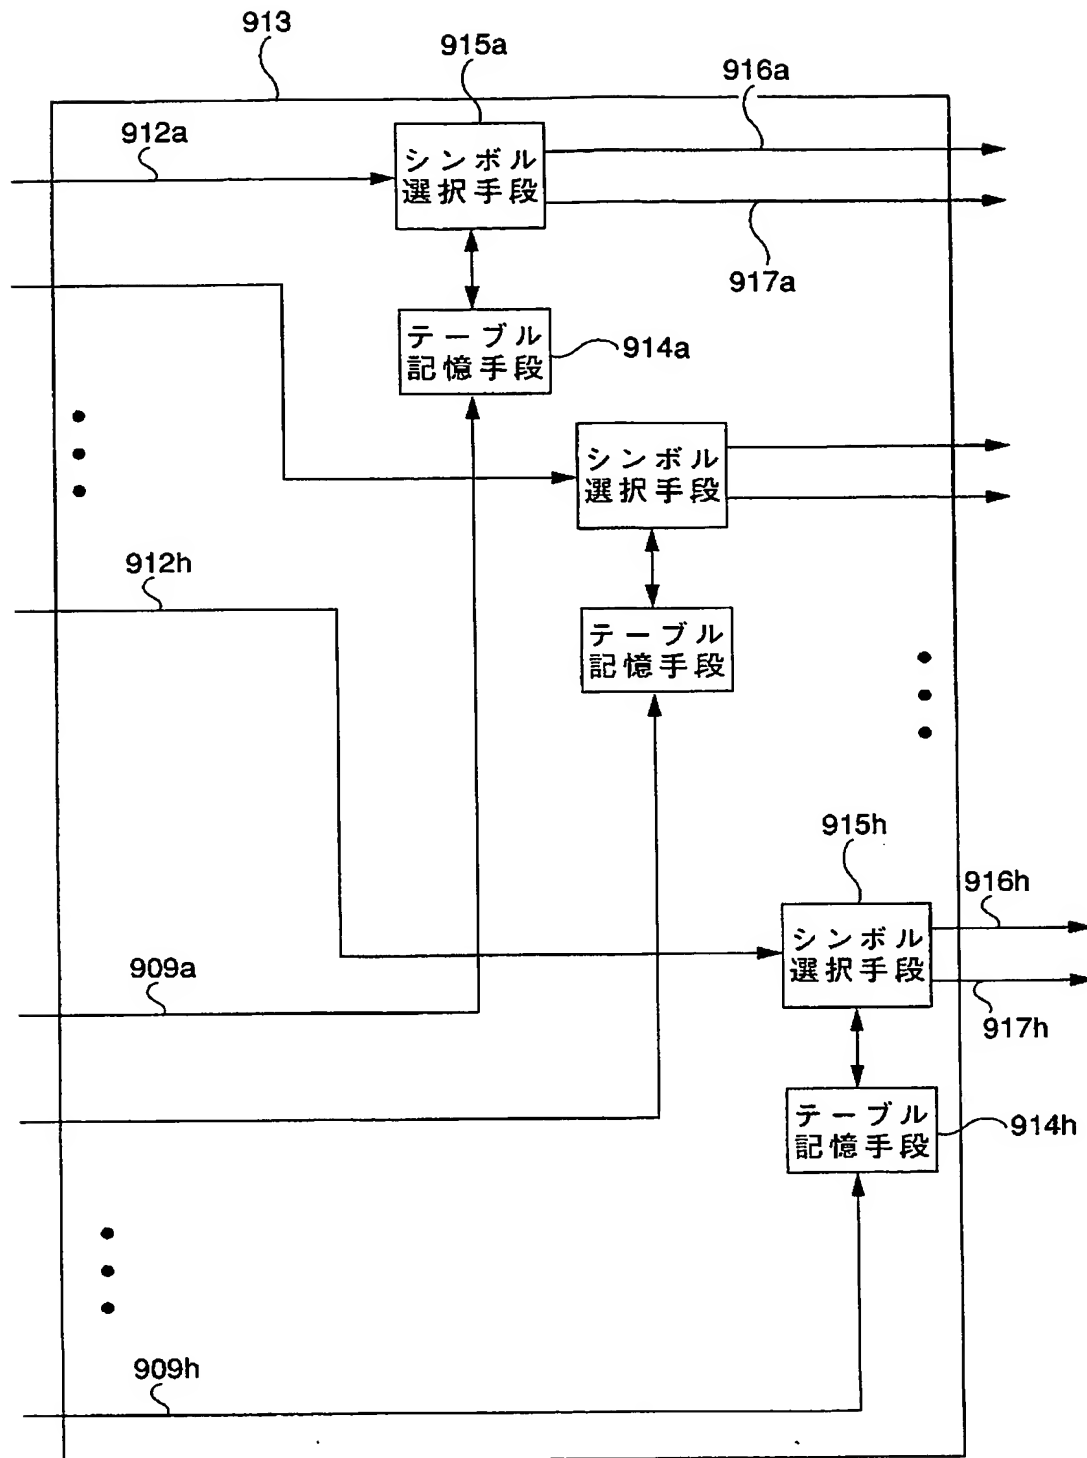 913
915a
916a
912a
シンボル
選択手段
917a
テーブル
記憶手段
914a
シンボル
選択手段
912h
テーブル
記憶手段
915h
916h
シンボル
選択手段
909a
917h
テーブル
記憶手段
914h
909h